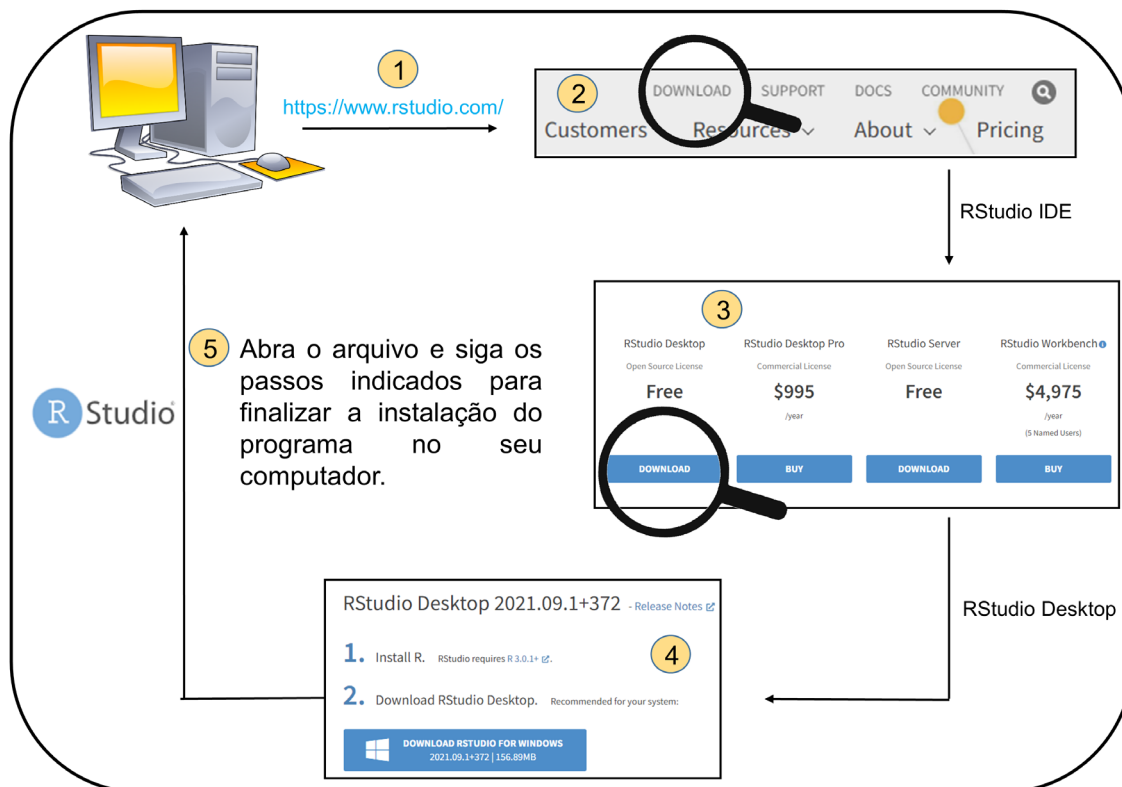 1
https://www.rstudio.com/
2
DOWNLOAD SUPPORT DOCS COMMUNITY
Customers Resources About Pricing
RStudio IDE
3
RStudio Desktop RStudio Desktop Pro RStudio Server RStudio Workbench
Open Source License Commercial License Open Source License Commercial License
Free $995 Free $4,975
/year /year
(5 Named Users)
DOWNLOAD BUY DOWNLOAD BUY
RStudio Desktop
RStudio Desktop 2021.09.1+372 - Release Notes
4
1. Install R. RStudio requires R 3.0.1+.
2. Download RStudio Desktop. Recommended for your system:
DOWNLOAD RSTUDIO FOR WINDOWS
2021.09.1+372 | 156.89MB
5 Abra o arquivo e siga os
passos indicados para
finalizar a instalação do
programa no seu
computador.
R Studio